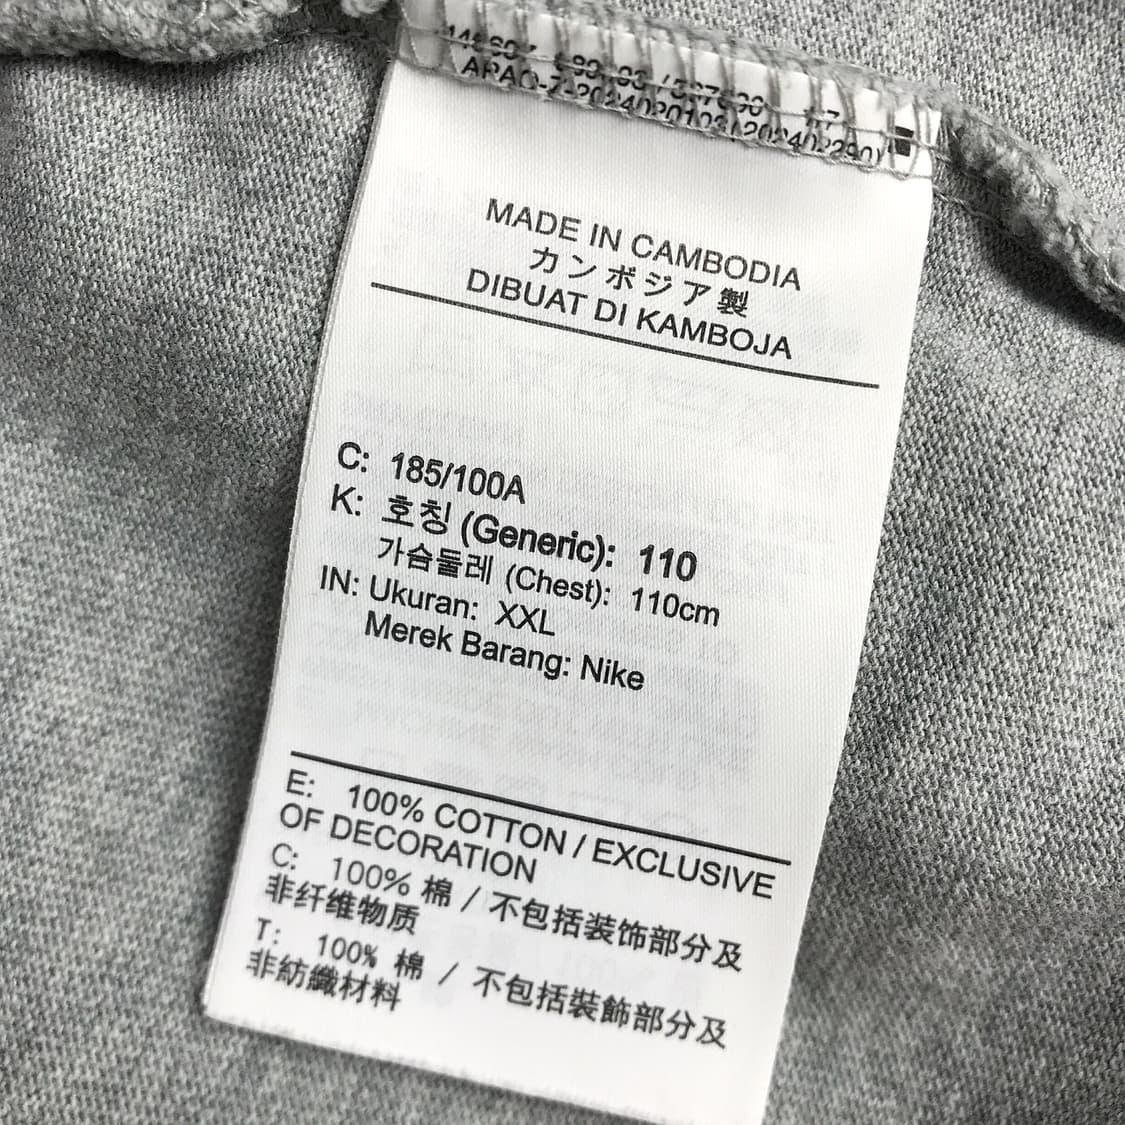 MADE IN CAMBODIA
カンボジア製
DIBUAT DI KAMBOJA
C: 185/100A
K: 호칭 (Generic): 110
가슴둘레 (Chest): 110cm
IN: Ukuran: XXL
Merek Barang: Nike
E: 100% COTTON / EXCLUSIVE
OF DECORATION
C: 100% 棉 / 不包括装饰部分及
非纤维物质
T: 100% 棉 / 不包括裝飾部分及
非紡織材料